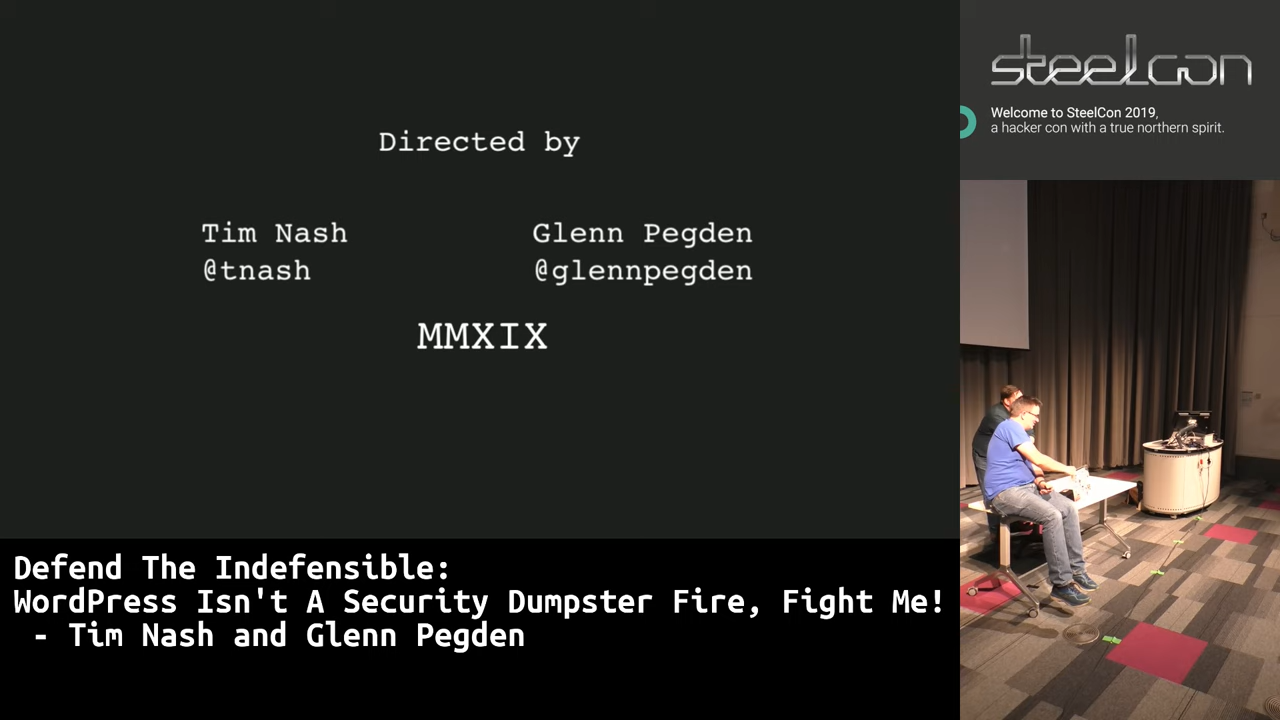 Directed by
Tim Nash
Glenn Pegden
@tnash
@glennpegden
MMXIX
steelcon
Welcome to SteelCon 2019,
a hacker con with a true northern spirit.
Defend The Indefensible:
WordPress Isn't A Security Dumpster Fire, Fight Me!
- Tim Nash and Glenn Pegden